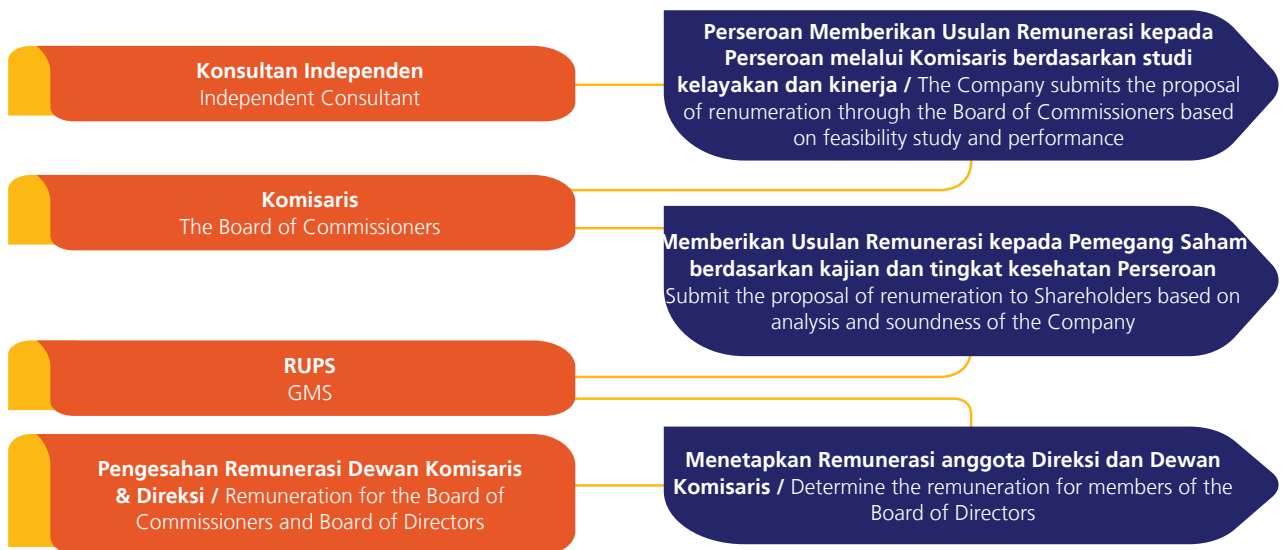 Konsultan Independen
Independent Consultant
Perseroan Memberikan Usulan Remunerasi kepada
Perseroan melalui Komisaris berdasarkan studi
kelayakan dan kinerja / The Company submits the proposal
of renumeration through the Board of Commissioners based
on feasibility study and performance
Komisaris
The Board of Commissioners
Memberikan Usulan Remunerasi kepada Pemegang Saham
berdasarkan kajian dan tingkat kesehatan Perseroan
Submit the proposal of renumeration to Shareholders based on
analysis and soundness of the Company
RUPS
GMS
Pengesahan Remunerasi Dewan Komisaris
& Direksi / Remuneration for the Board of
Commissioners and Board of Directors
Menetapkan Remunerasi anggota Direksi dan Dewan
Komisaris / Determine the remuneration for members of the
Board of Directors